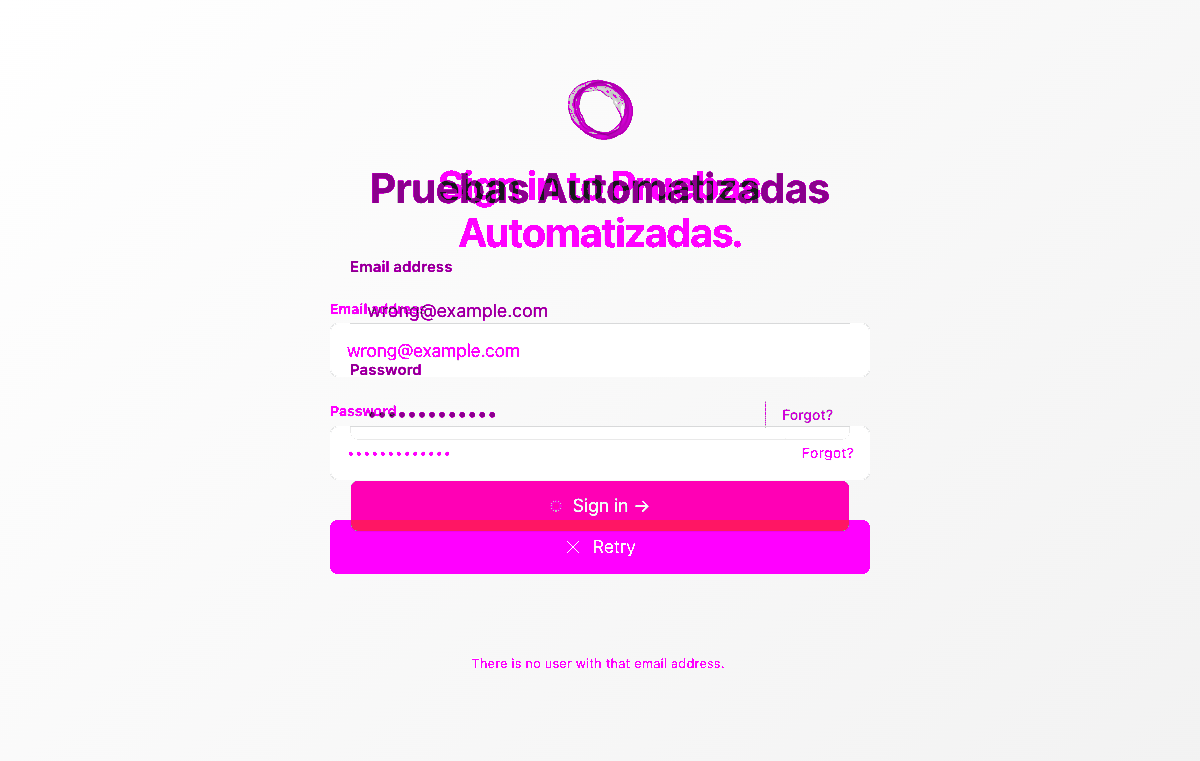 Sign in to Pruebas
Pruebas Automatizadas
Automatizadas.
Email address
Email address
wrong@example.com
wrong@example.com
Password
Password
Forgot?
Forgot?
Sign in →
Retry
There is no user with that email address.